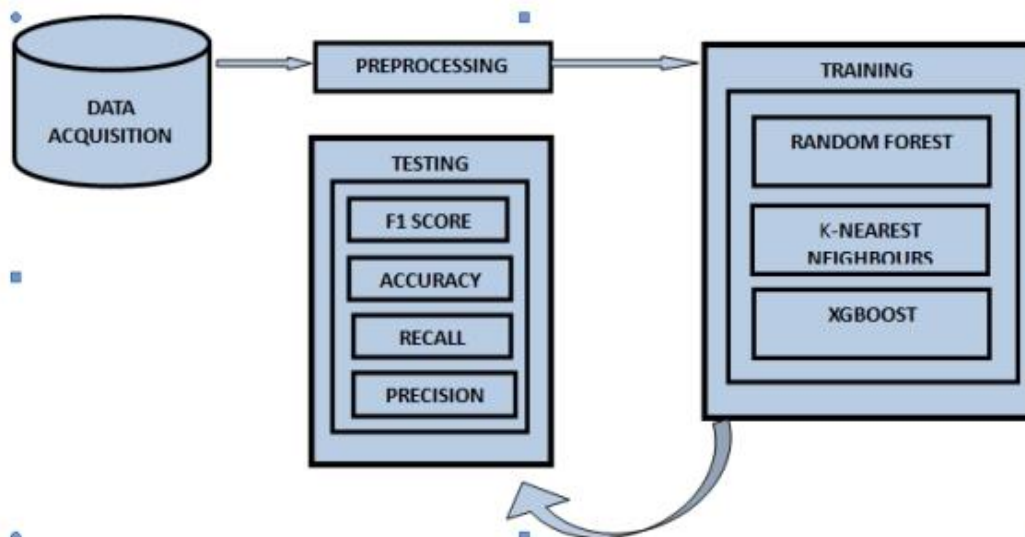 DATA
ACQUISITION
PREPROCESSING
TRAINING
RANDOM FOREST
K-NEAREST
NEIGHBOURS
XGBOOST
TESTING
F1 SCORE
ACCURACY
RECALL
PRECISION